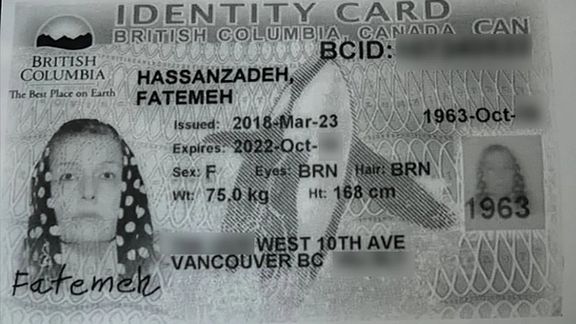 IDENTITY CARD
BRITISH COLUMBIA, CANADA CAN
BRITISH COLUMBIA
The Best Place on Earth
BCID:
HASSANZADEH,
FATEMEH
Issued: 2018-Mar-23
1963-Oct-
Expires: 2022-Oct-
Sex: F Eyes: BRN Hair: BRN
Wt: 75.0 kg Ht: 168 cm
1963
WEST 10TH AVE
VANCOUVER BC
Fatemeh